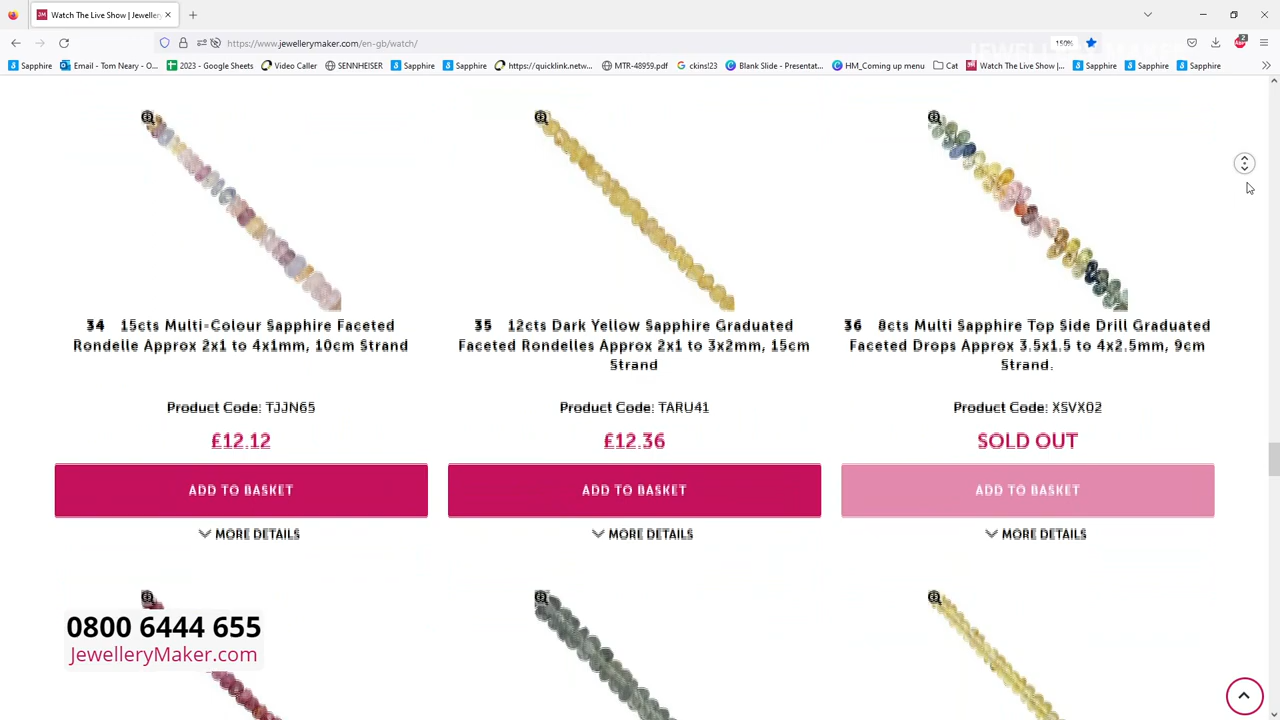 Watch The Live Show | Jeweller
https://www.jewellerymaker.com
gb/watch/
150%
2
Sapphire
Email - Tom Neary - O...
2023 - Google Sheets
Video Caller
SENNHEISER
Sapphire
Sapphire
https://quicklink.netw...
MTR-48959.pdf
ckins!23
Blank Slide - Presentat...
HM_Coming up menu
Cat
Watch The Live Show |...
Sapphire
Sapphire
Sapphire
34 15cts Multi-Colour Sapphire Faceted
Rondelle Approx 2x1 to 4x1mm, 10cm Strand
Product Code: TJJN65
£12.12
ADD TO BASKET
MORE DETAILS
35 12cts Dark Yellow Sapphire Graduated
Faceted Rondelles Approx 2x1 to 3x2mm, 15cm
Strand
Product Code: TARU41
£12.36
ADD TO BASKET
MORE DETAILS
36 8cts Multi Sapphire Top Side Drill Graduated
Faceted Drops Approx 3.5x1.5 to 4x2.5mm, 9cm
Strand.
Product Code: XSVX02
SOLD OUT
ADD TO BASKET
MORE DETAILS
0800 6444 655
JewelleryMaker.com